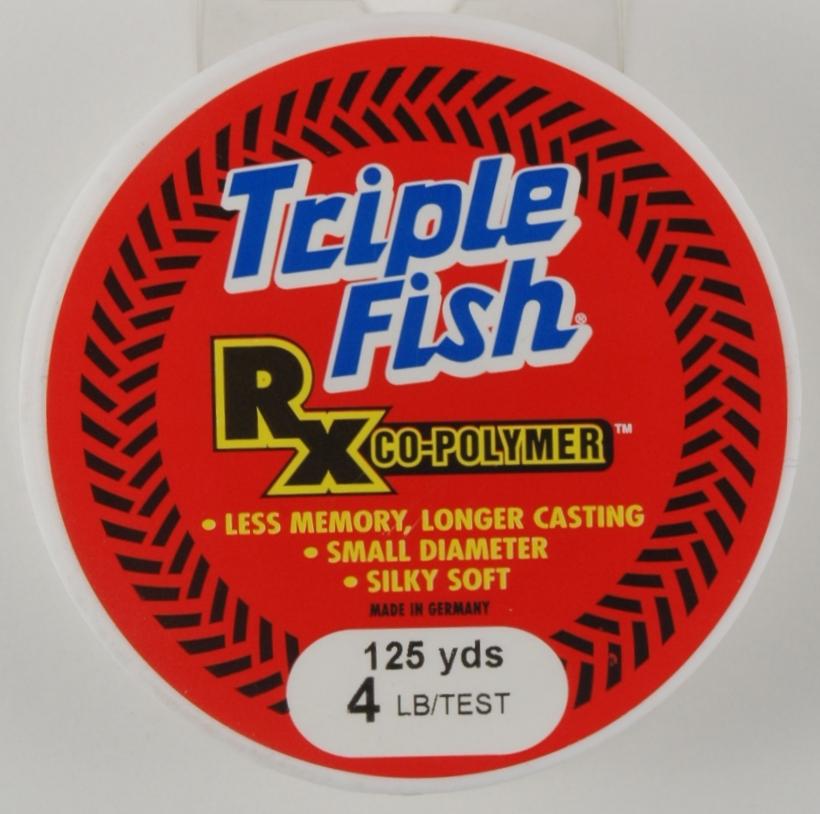 Triple
Fish®
Rx CO-POLYMER™
• LESS MEMORY, LONGER CASTING
• SMALL DIAMETER
• SILKY SOFT
MADE IN GERMANY
125 yds
4 LB/TEST